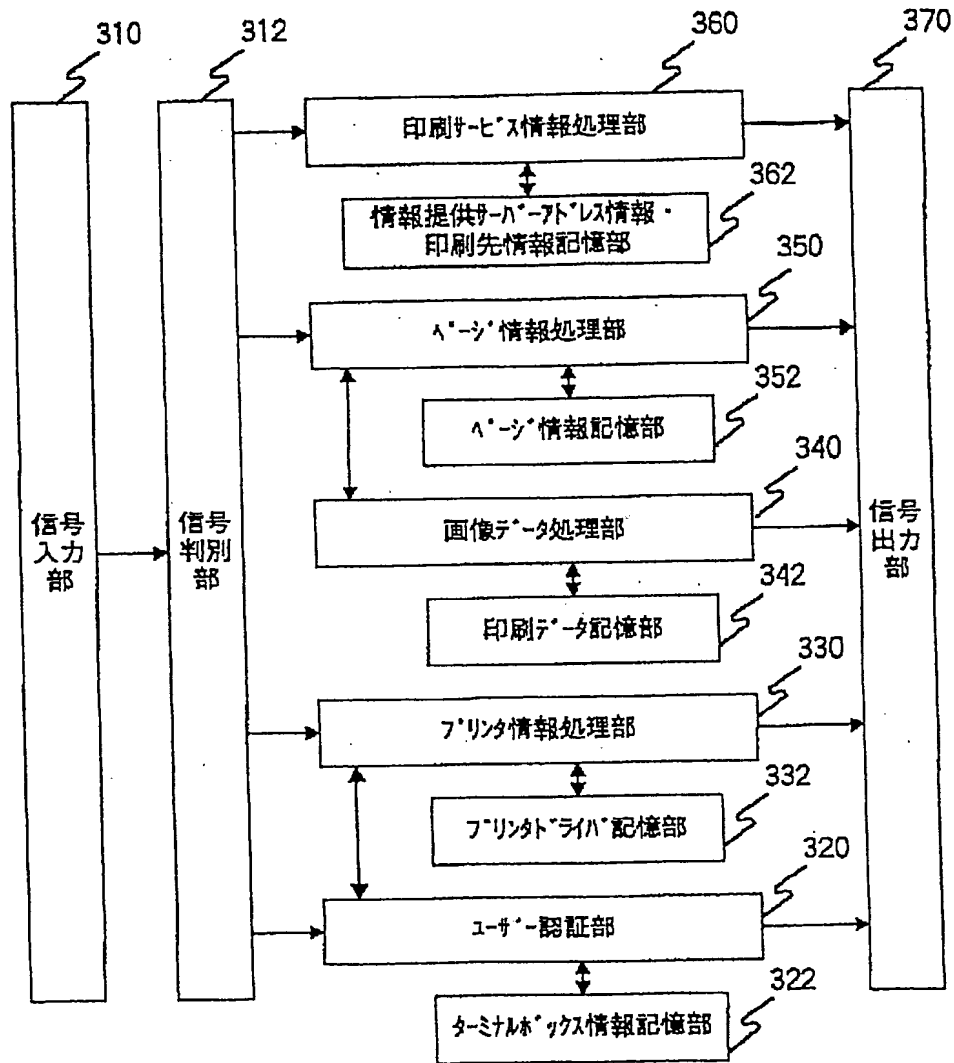 310
312
360
370
印刷ｻｰﾋﾞｽ情報処理部
362
情報提供ｻｰﾊﾞｰｱﾄﾞﾚｽ情報・
印刷先情報記憶部
350
ﾍﾟｰｼﾞ情報処理部
352
ﾍﾟｰｼﾞ情報記憶部
340
信号
入力
部
信号
判別
部
画像データ処理部
信号
出力
部
342
印刷データ記憶部
330
ﾌﾟﾘﾝﾀ情報処理部
332
ﾌﾟﾘﾝﾀﾄﾞﾗｲﾊﾞ記憶部
320
ﾕｰｻﾞｰ認証部
322
ﾀｰﾐﾅﾙﾎﾞｯｸｽ情報記憶部